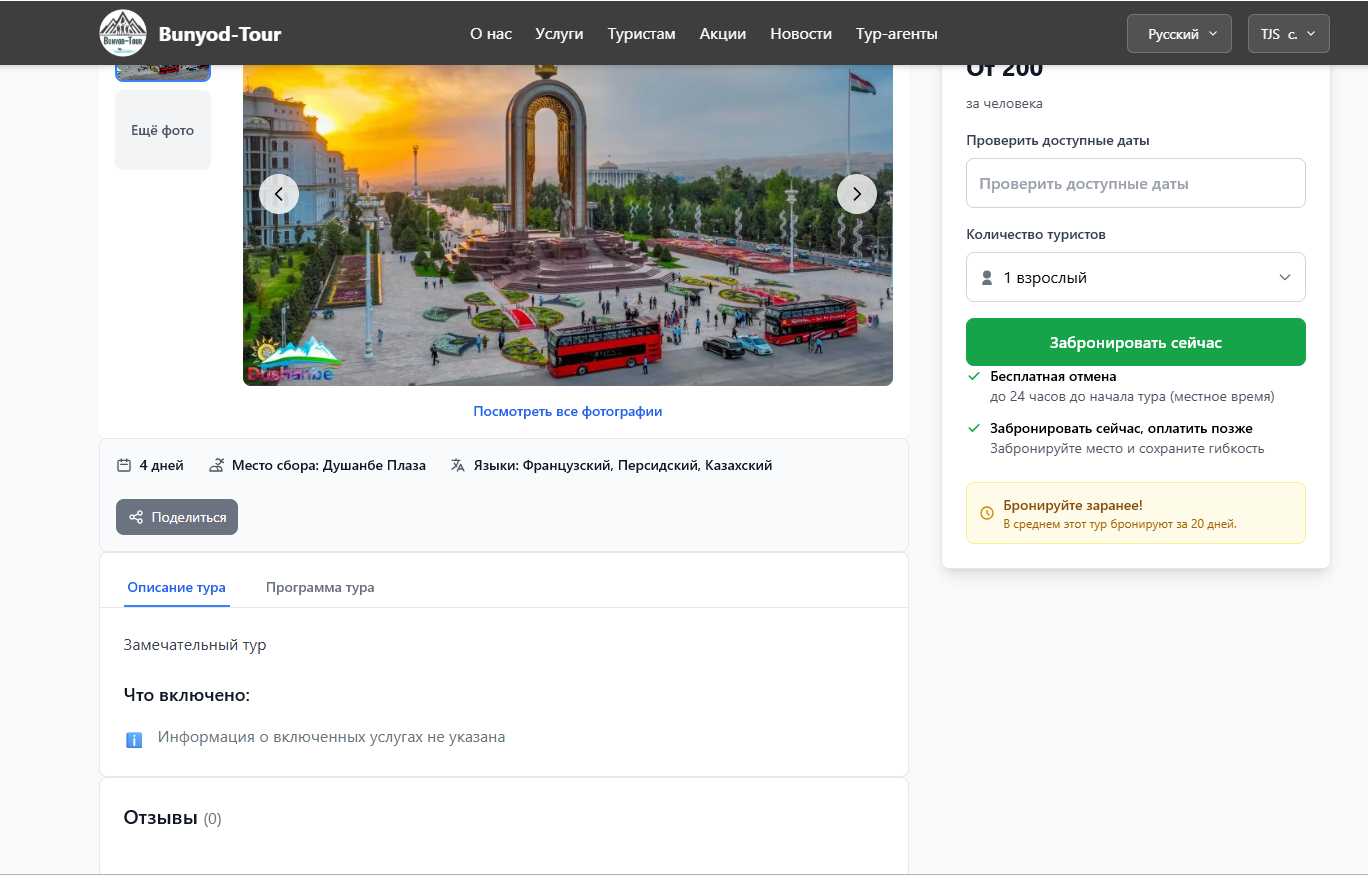 Bunyod-Tour
Bunyod-Tour
О нас
Услуги
Туристам
Акции
Новости
Тур-агенты
Русский
TJS с.
Ещё фото
Dushanbe
Посмотреть все фотографии
4 дней
Место сбора: Душанбе Плаза
Языки: Французский, Персидский, Казахский
Поделиться
Описание тура
Программа тура
Замечательный тур
Что включено:
Информация о включенных услугах не указана
Отзывы (0)
От 200
за человека
Проверить доступные даты
Проверить доступные даты
Количество туристов
1 взрослый
Забронировать сейчас
Бесплатная отмена
до 24 часов до начала тура (местное время)
Забронировать сейчас, оплатить позже
Забронируйте место и сохраните гибкость
Бронируйте заранее!
В среднем этот тур бронируют за 20 дней.